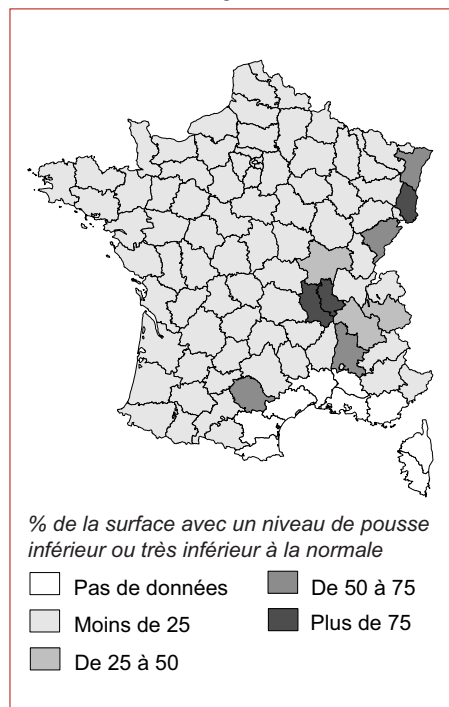 % de la surface avec un niveau de pousse
inférieur ou très inférieur à la normale
Pas de données
De 50 à 75
Moins de 25
Plus de 75
De 25 à 50